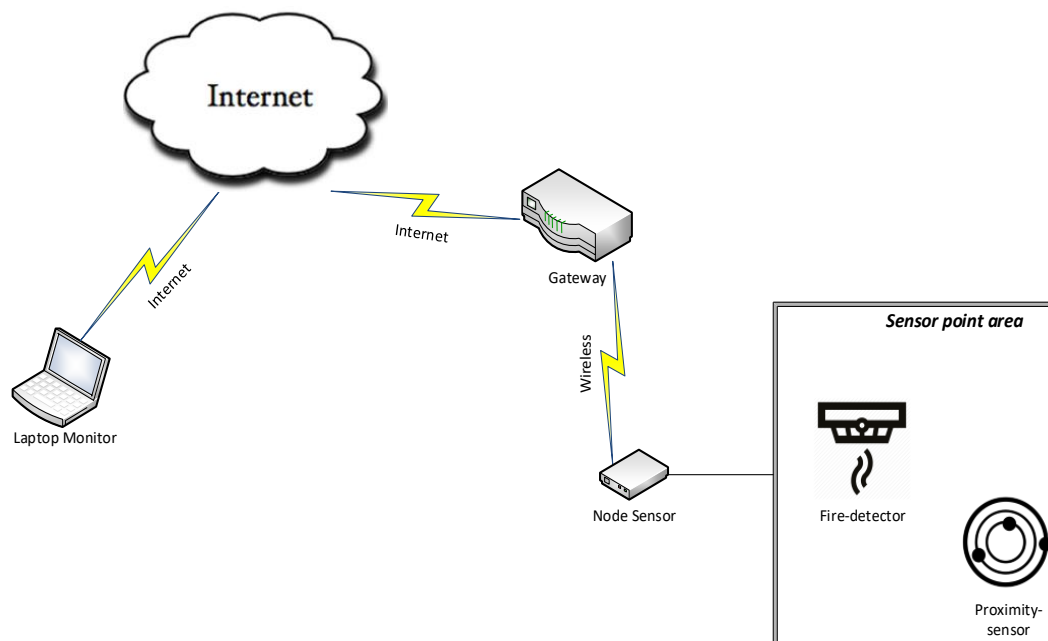 Internet
Internet
Gateway
Internet
Sensor point area
Wireless
Laptop Monitor
Node Sensor
Fire-detector
Proximity-
sensor